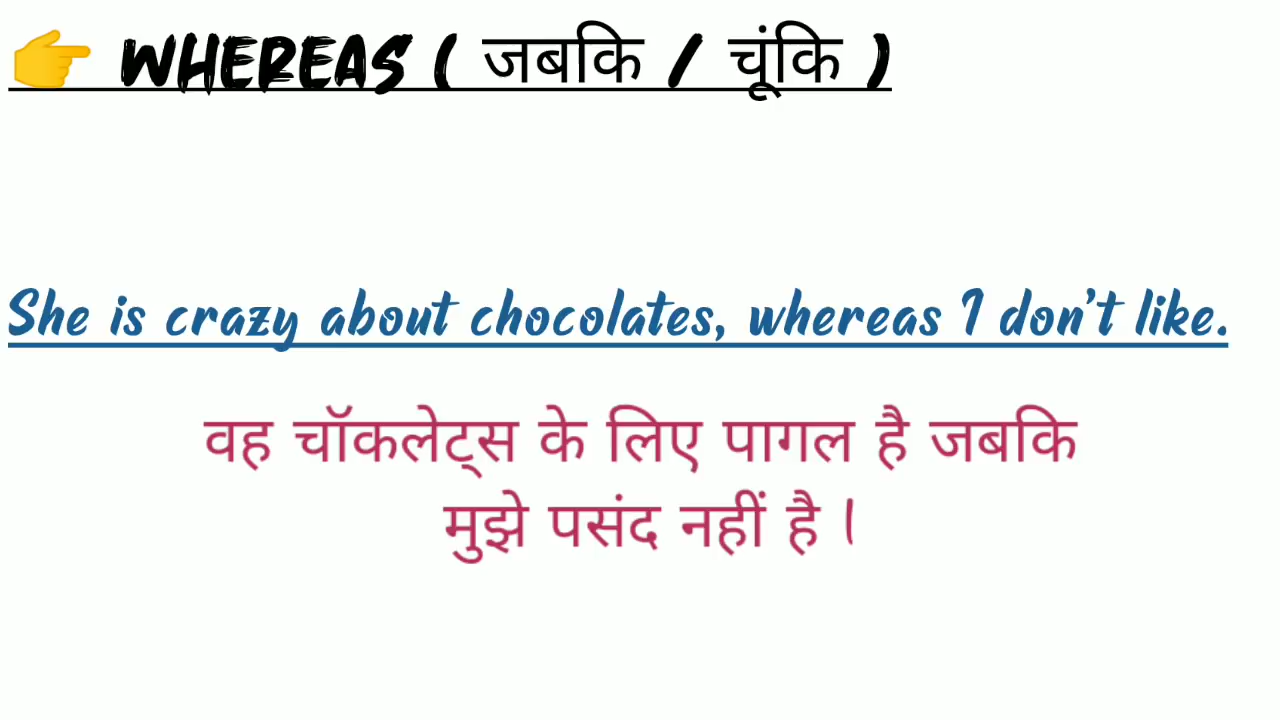 👉 WHEREAS ( जबकि / चूंकि )
She is crazy about chocolates, whereas I don't like.
वह चॉकलेट्स के लिए पागल है जबकि
मुझे पसंद नहीं है ।